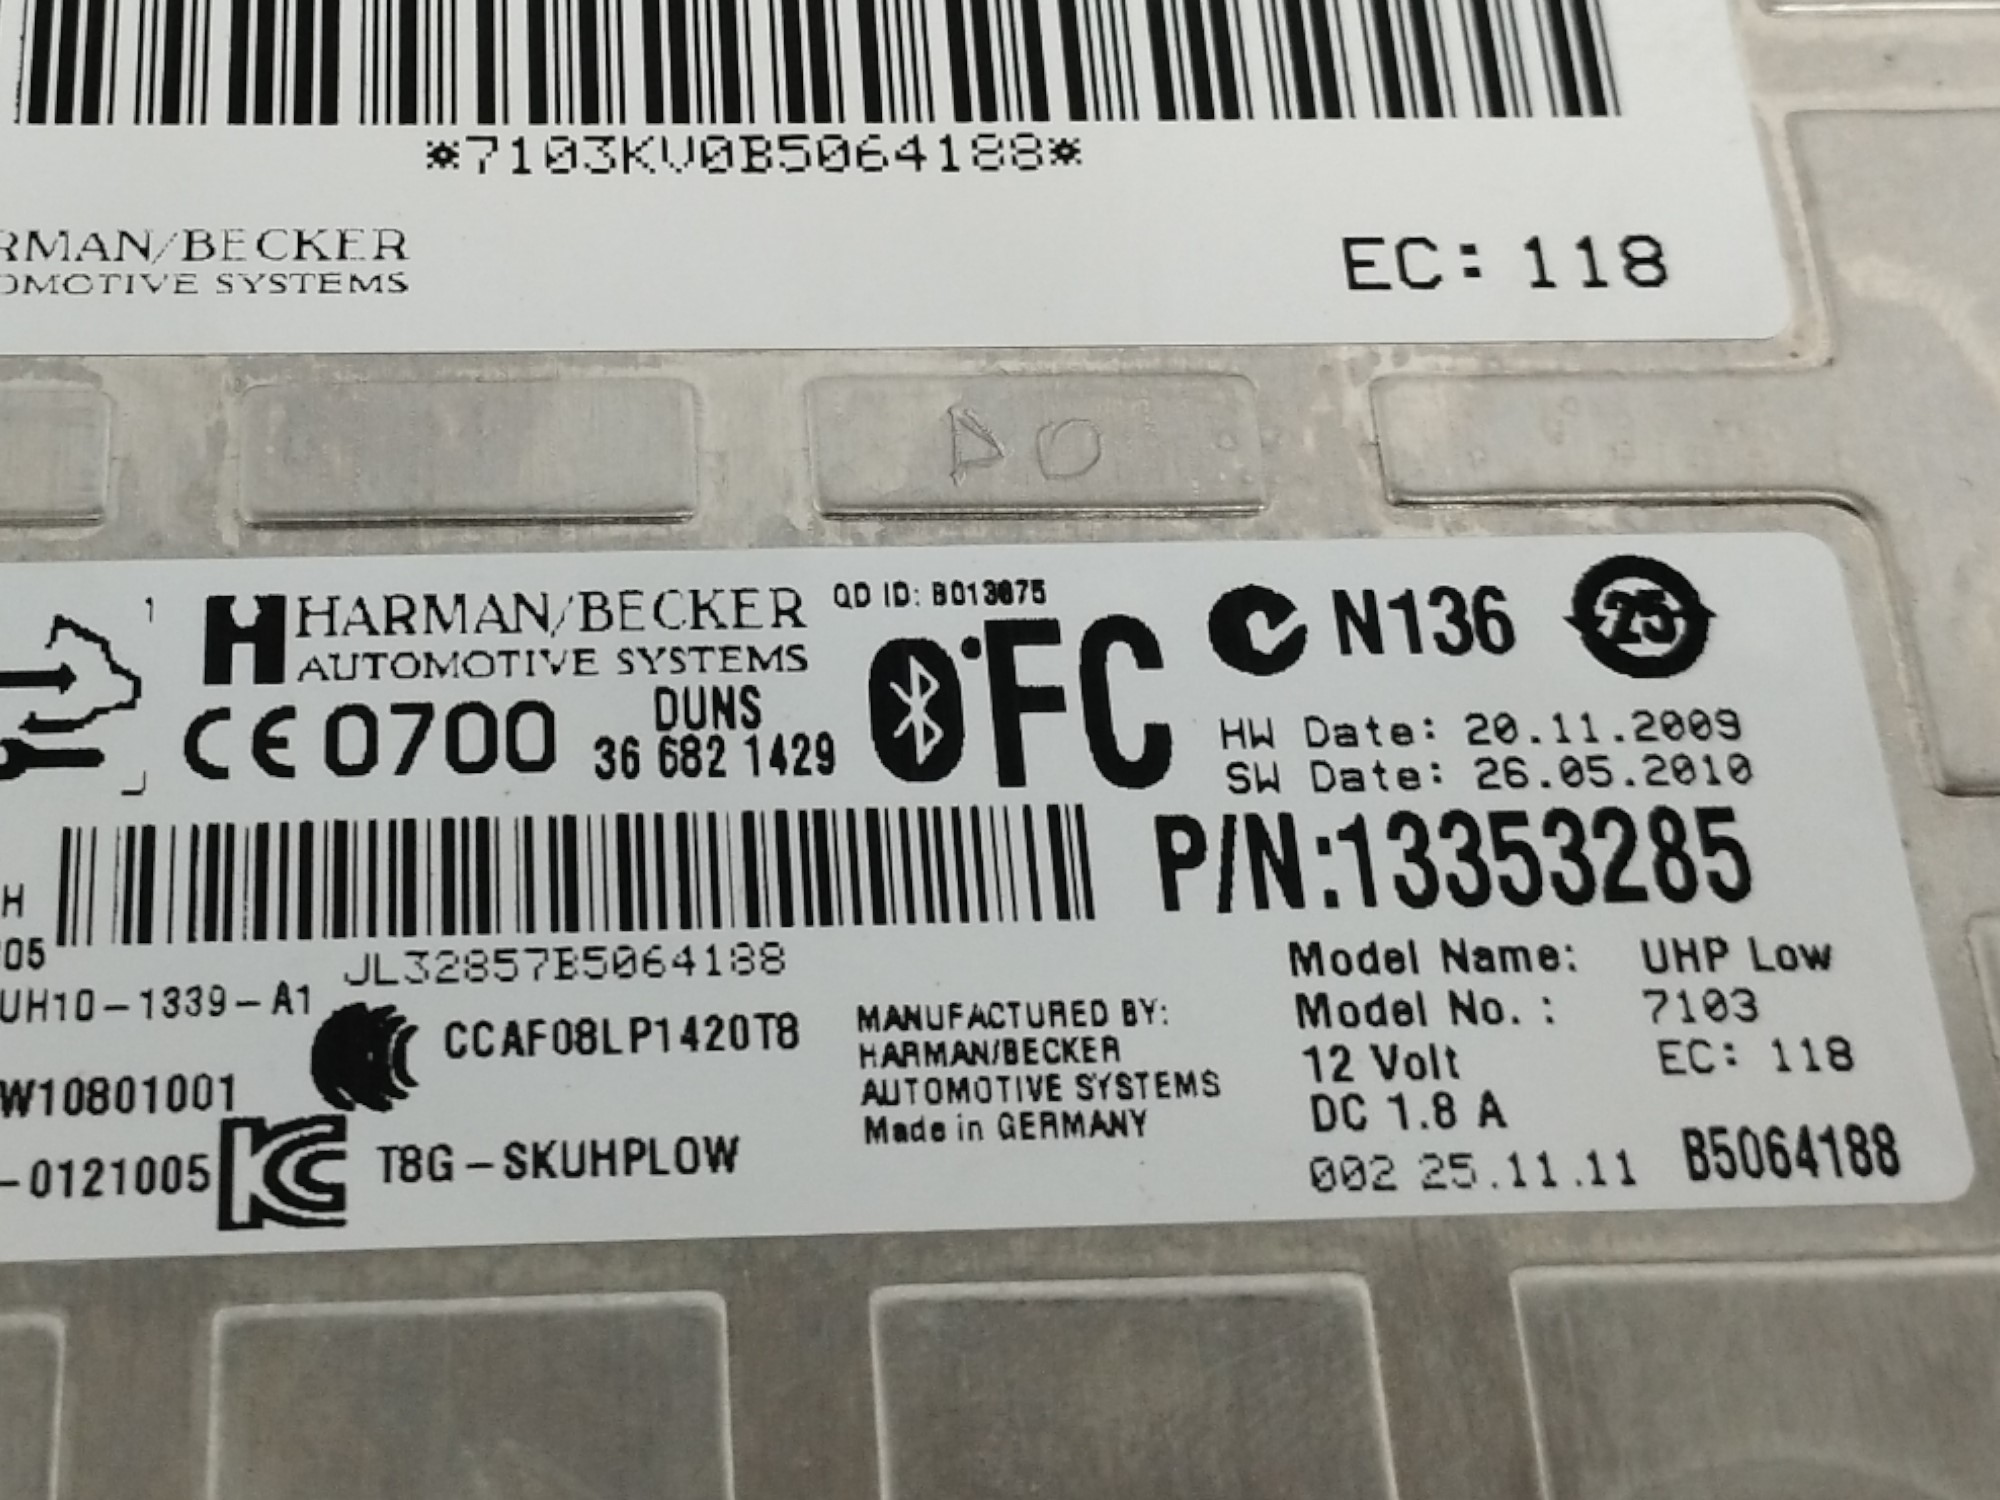 *7103KV0B5064188*
RMAN/BECKER
OMOTIVE SYSTEMS
EC: 118
DO
1
HARMAN/BECKER
AUTOMOTIVE SYSTEMS
QD ID: B013875
CE 0700
DUNS
36 682 1429
FC
N136
25
HW Date: 20.11.2009
SW Date: 26.05.2010
P/N:13353285
H
05
JL32857B5064188
UH10-1339-A1
CCAF08LP1420T8
W10801001
-0121005
T8G-SKUHPLOW
MANUFACTURED BY:
HARMAN/BECKER
AUTOMOTIVE SYSTEMS
Made in GERMANY
Model Name: UHP Low
Model No. : 7103
12 Volt EC: 118
DC 1.8 A
002 25.11.11 B5064188